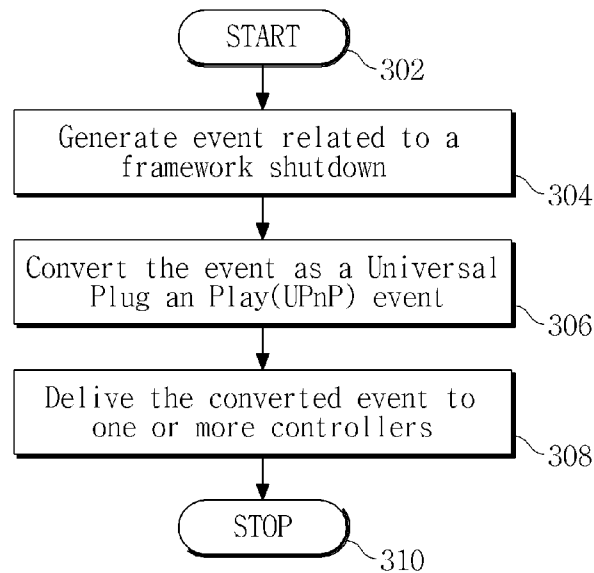 START
302
Generate event related to a
framework shutdown
304
Convert the event as a Universal
Plug an Play(UPnP) event
306
Delive the converted event to
one or more controllers
308
STOP
310